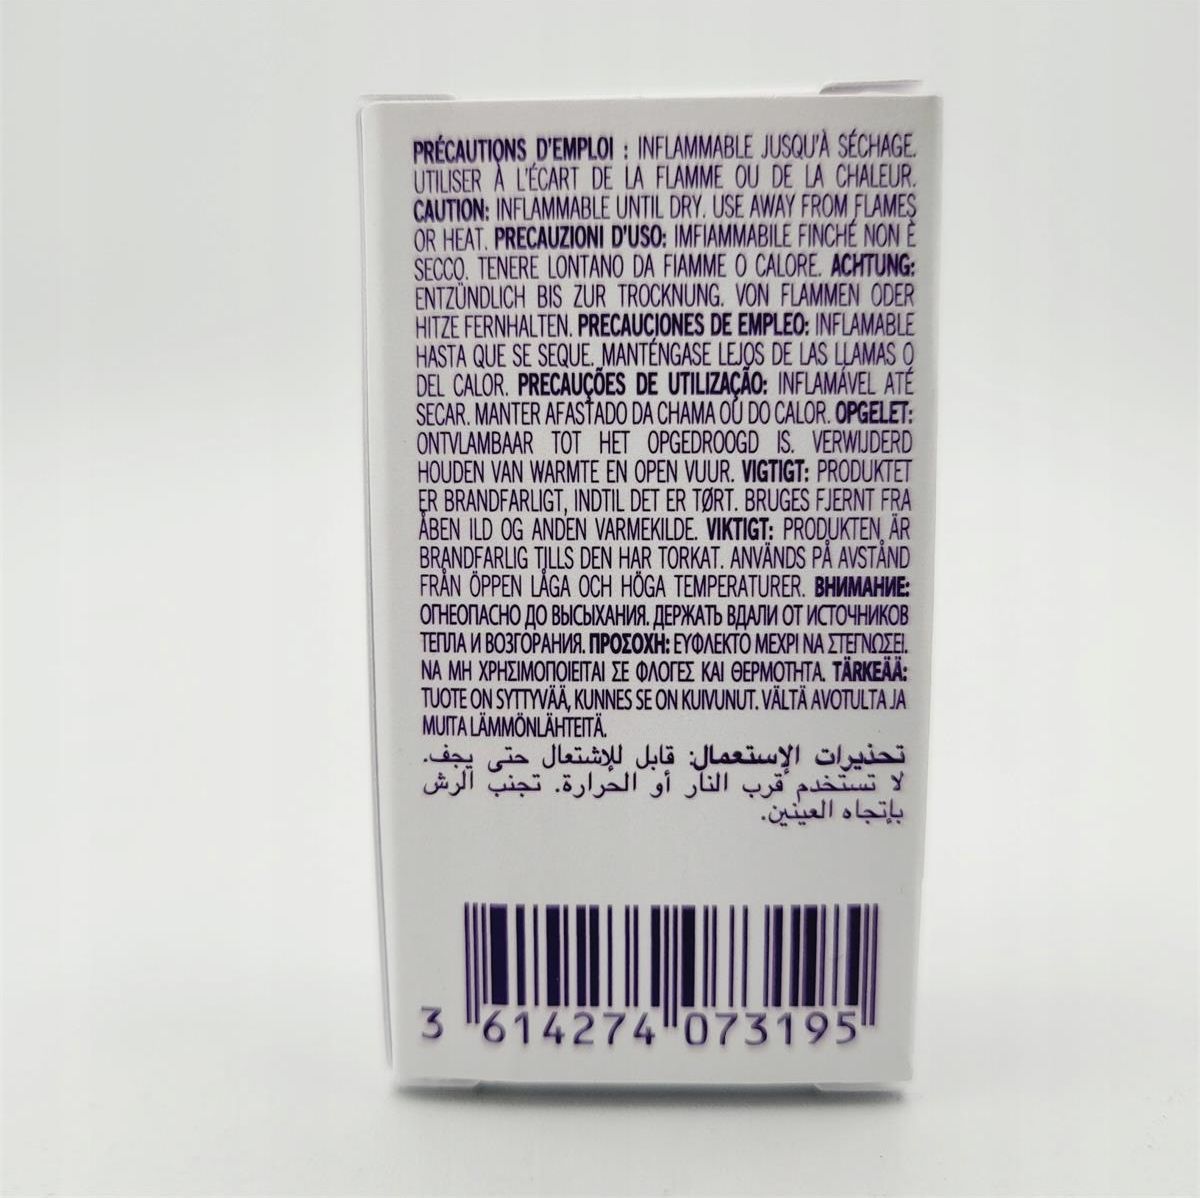 PRÉCAUTIONS D'EMPLOI : INFLAMMABLE JUSQU'À SÉCHAGE.
UTILISER À L'ÉCART DE LA FLAMME OU DE LA CHALEUR.
CAUTION: INFLAMMABLE UNTIL DRY. USE AWAY FROM FLAMES
OR HEAT. PRECAUZIONI D'USO: IMFIAMMABILE FINCHÉ NON È
SECCO. TENERE LONTANO DA FIAMME O CALORE. ACHTUNG:
ENTZÜNDLICH BIS ZUR TROCKNUNG. VON FLAMMEN ODER
HITZE FERNHALTEN. PRECAUCIONES DE EMPLEO: INFLAMABLE
HASTA QUE SE SEQUE. MANTÉNGASE LEJOS DE LAS LLAMAS O
DEL CALOR. PRECAUÇÕES DE UTILIZAÇÃO: INFLAMÁVEL ATÉ
SECAR. MANTER AFASTADO DA CHAMA OU DO CALOR. OPGELET:
ONTVLAMBAAR TOT HET OPGEDROOGD IS. VERWIJDERD
HOUDEN VAN WARMTE EN OPEN VUUR. VIGTIGT: PRODUKTET
ER BRANDFARLIGT, INDTIL DET ER TØRT. BRUGES FJERNT FRA
ÅBEN ILD OG ANDEN VARMEKILDE. VIKTIGT: PRODUKTEN ÄR
BRANDFARLIG TILLS DEN HAR TORKAT. ANVÄNDS PÅ AVSTÅND
FRÅN ÖPPEN LÅGA OCH HÖGA TEMPERATURER. ВНИМАНИЕ:
ОГНЕОПАСНО ДО ВЫСЫХАНИЯ. ДЕРЖАТЬ ВДАЛИ ОТ ИСТОЧНИКОВ
ТЕПЛА И ВОЗГОРАНИЯ. ΠΡΟΣΟΧΗ: ΕΥΦΛΕΚΤΟ ΜΕΧΡΙ ΝΑ ΣΤΕΓΝΩΣΕΙ.
ΝΑ ΜΗ ΧΡΗΣΙΜΟΠΟΙΕΙΤΑΙ ΣΕ ΦΛΟΓΕΣ ΚΑΙ ΘΕΡΜΟΤΗΤΑ. TÄRKEÄÄ:
TUOTE ON SYTTYVÄÄ, KUNNES SE ON KUIVUNUT. VÄLTÄ AVOTULTA JA
MUITA LÄMMÖNLÄHTEITÄ.
تحذيرات الإستعمال: قابل للإشتعال حتى يجف.
لا تستخدم قرب النار أو الحرارة. تجنب الرش
بإتجاه العينين.
3 614274 073195